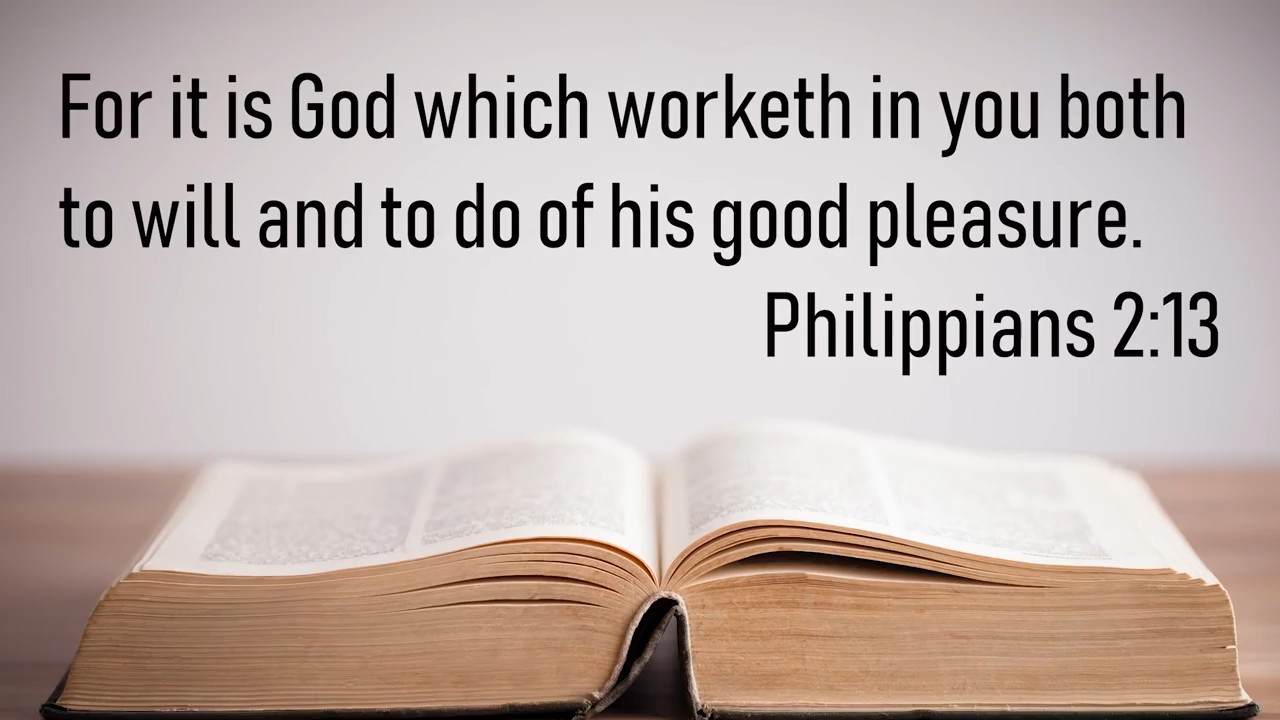 For it is God which worketh in you both
to will and to do of his good pleasure.
Philippians 2:13